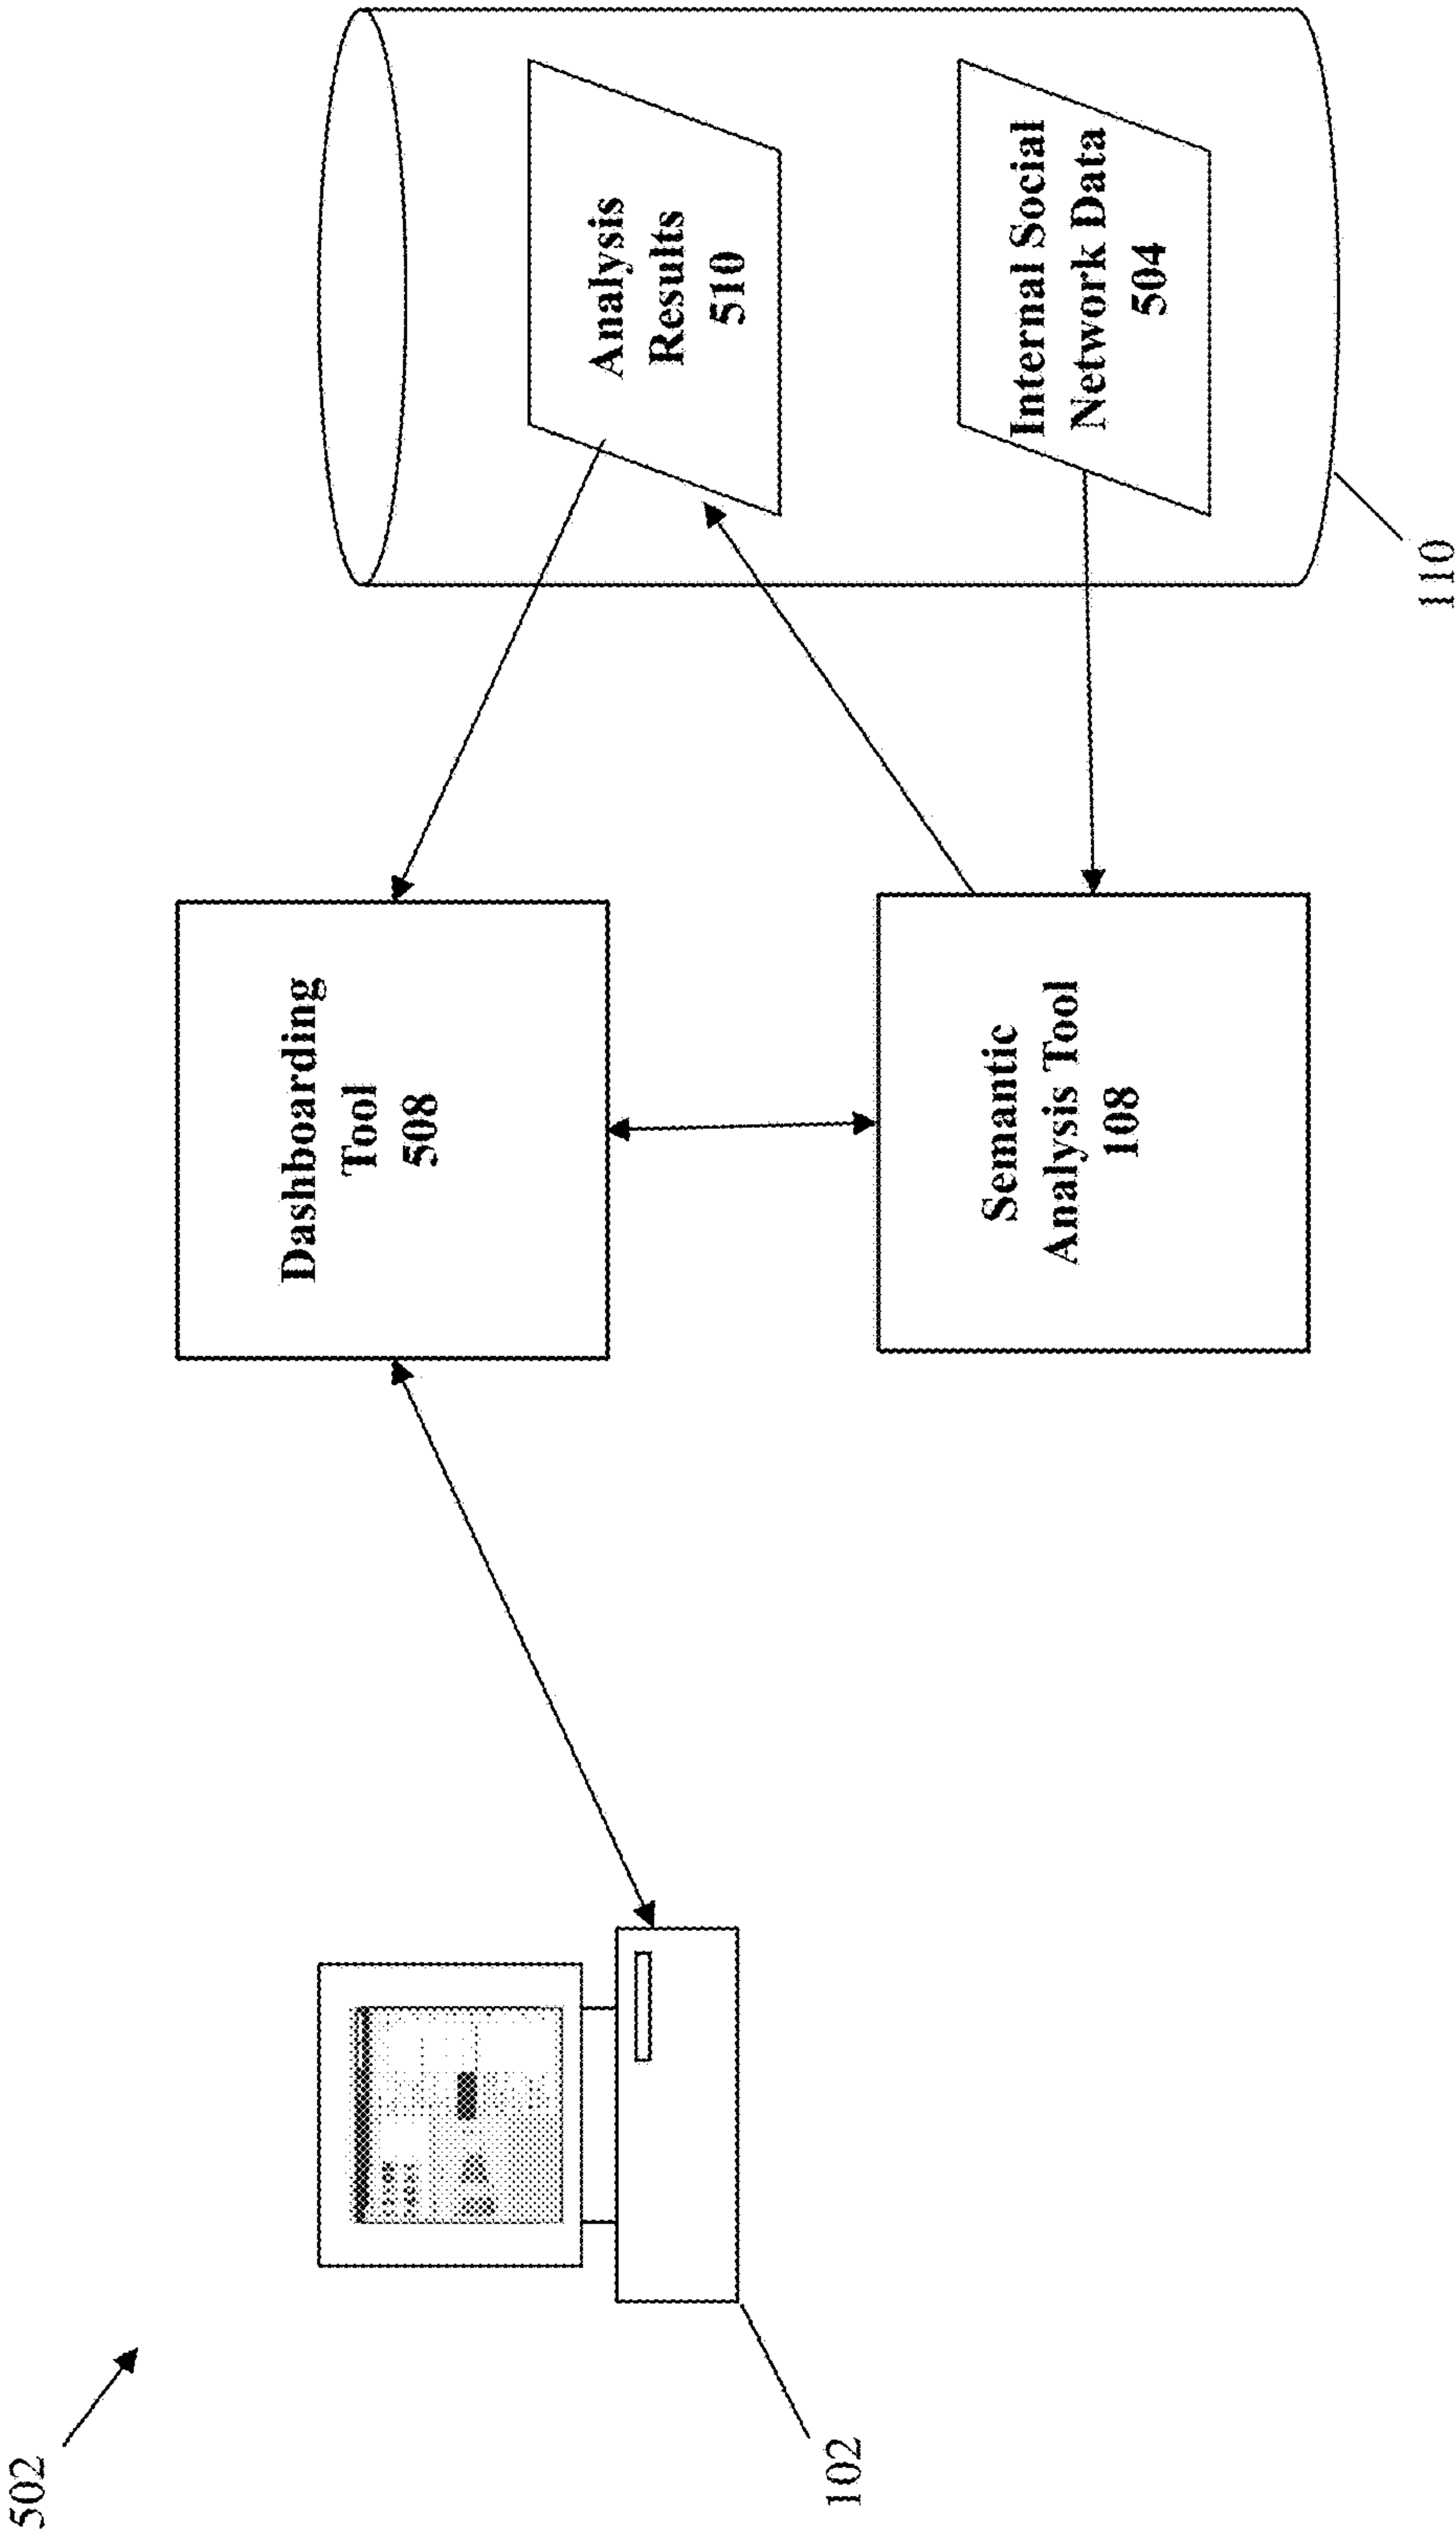 502
102
Dashboarding
Tool
508
Semantic
Analysis Tool
108
Analysis
Results
510
Internal Social
Network Data
504
110